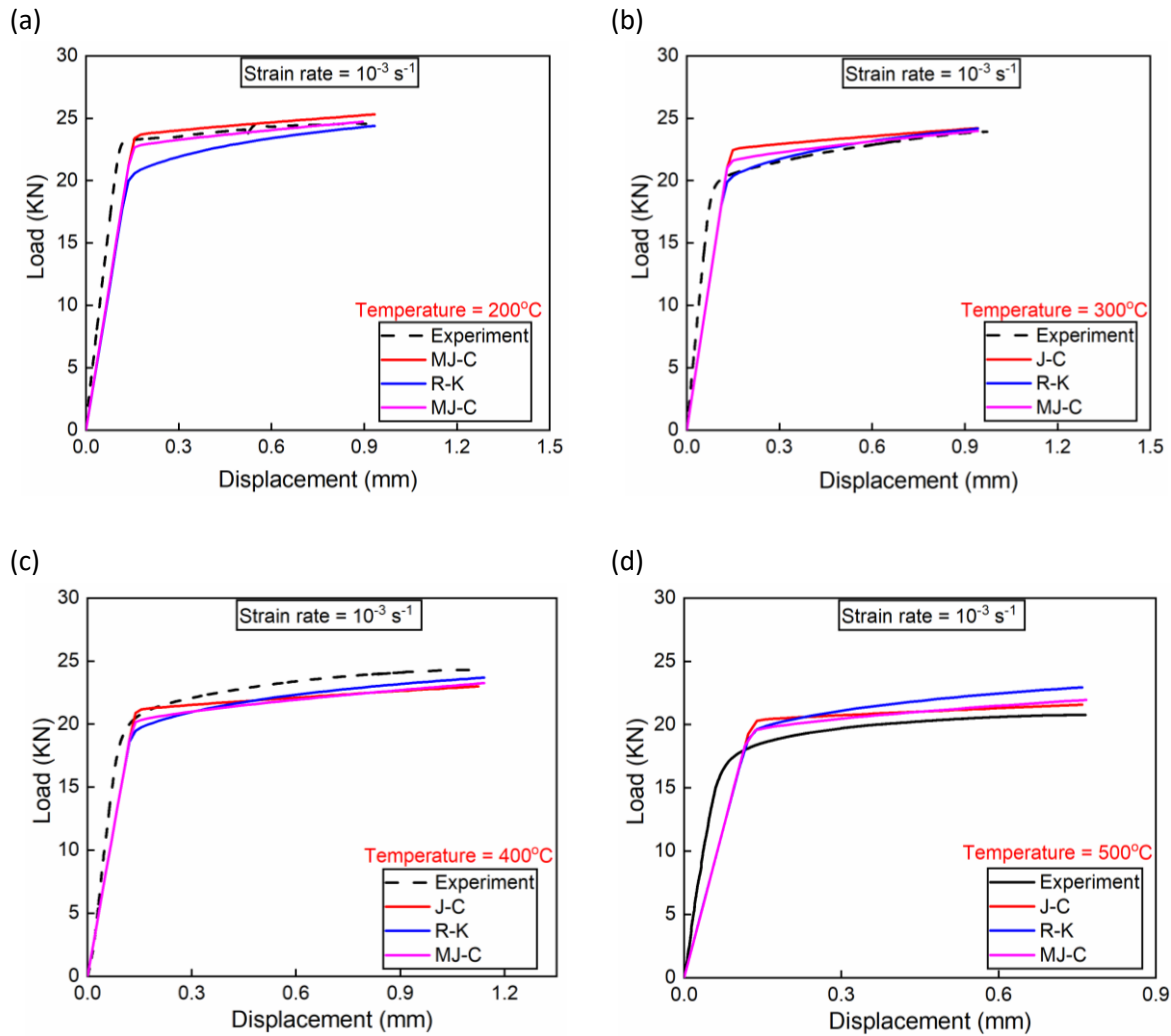 (a)
30
25
20
15
10
5
0
Load (KN)
Strain rate = 10⁻³ s⁻¹
Temperature = 200°C
Experiment
MJ-C
R-K
MJ-C
0.0 0.3 0.6 0.9 1.2 1.5
Displacement (mm)
(b)
30
25
20
15
10
5
0
Load (KN)
Strain rate = 10⁻³ s⁻¹
Temperature = 300°C
Experiment
J-C
R-K
MJ-C
0.0 0.3 0.6 0.9 1.2 1.5
Displacement (mm)
(c)
30
25
20
15
10
5
0
Load (KN)
Strain rate = 10⁻³ s⁻¹
Temperature = 400°C
Experiment
J-C
R-K
MJ-C
0.0 0.3 0.6 0.9 1.2
Displacement (mm)
(d)
30
25
20
15
10
5
0
Load (KN)
Strain rate = 10⁻³ s⁻¹
Temperature = 500°C
Experiment
J-C
R-K
MJ-C
0.0 0.3 0.6 0.9
Displacement (mm)